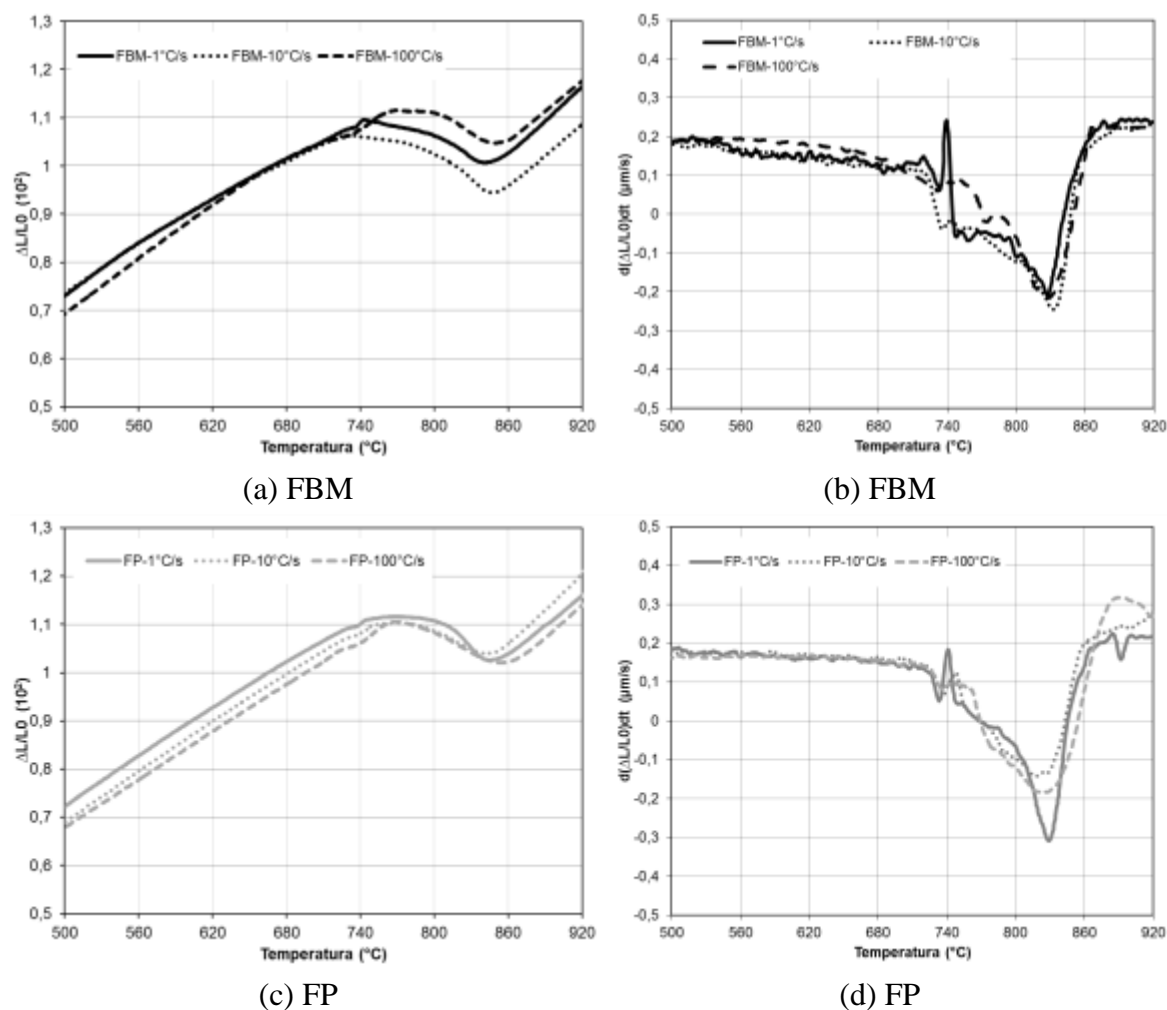 FBM-1°C/s FBM-10°C/s FBM-100°C/s
1,3
1,2
1,1
1
0,9
0,8
0,7
0,6
0,5
ΔL/L0 (10²)
500 560 620 680 740 800 860 920
Temperatura (°C)
(a) FBM
FBM-1°C/s FBM-10°C/s
FBM-100°C/s
0,5
0,4
0,3
0,2
0,1
0
-0,1
-0,2
-0,3
-0,4
-0,5
d(ΔL/L0)dt (µm/s)
500 560 620 680 740 800 860 920
Temperatura (°C)
(b) FBM
FP-1°C/s FP-10°C/s FP-100°C/s
1,3
1,2
1,1
1
0,9
0,8
0,7
0,6
0,5
ΔL/L0 (10²)
500 560 620 680 740 800 860 920
Temperatura (°C)
(c) FP
FP-1°C/s FP-10°C/s FP-100°C/s
0,5
0,4
0,3
0,2
0,1
0
-0,1
-0,2
-0,3
-0,4
-0,5
d(ΔL/L0)dt (µm/s)
500 560 620 680 740 800 860 920
Temperatura (°C)
(d) FP